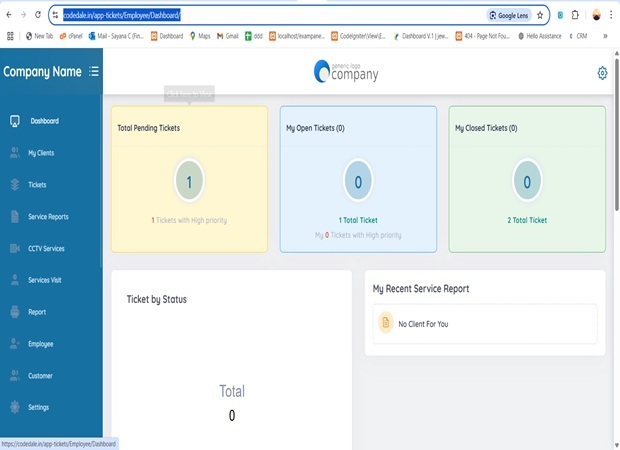 codedale.in/app-tickets/Employee/Dashboard/
Google Lens
New Tab
cPanel
Mail - Sayana C (Fin...
Dashboard
Maps
Gmail
ddd
localhost/exampane...
CodeIgniter\View\E...
Dashboard V.1 | jew...
404 - Page Not Fou...
Hello Assistence
CRM
»
Company Name
generic logo
company
Click here to View
Dashboard
My Clients
Tickets
Service Reports
CCTV Services
Services Visit
Report
Employee
Customer
Settings
Total Pending Tickets
1
1 Tickets with High priority
My Open Tickets (0)
0
1 Total Ticket
My 0 Tickets with High priority
My Closed Tickets (0)
0
2 Total Ticket
Ticket by Status
Total
0
My Recent Service Report
No Client For You
https://codedale.in/app-tickets/Employee/Dashboard